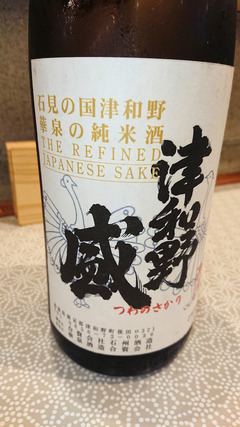 石見の国津和野
華泉の純米酒
THE REFINED
JAPANESE SAKE
津和野
盛
つわのさかり